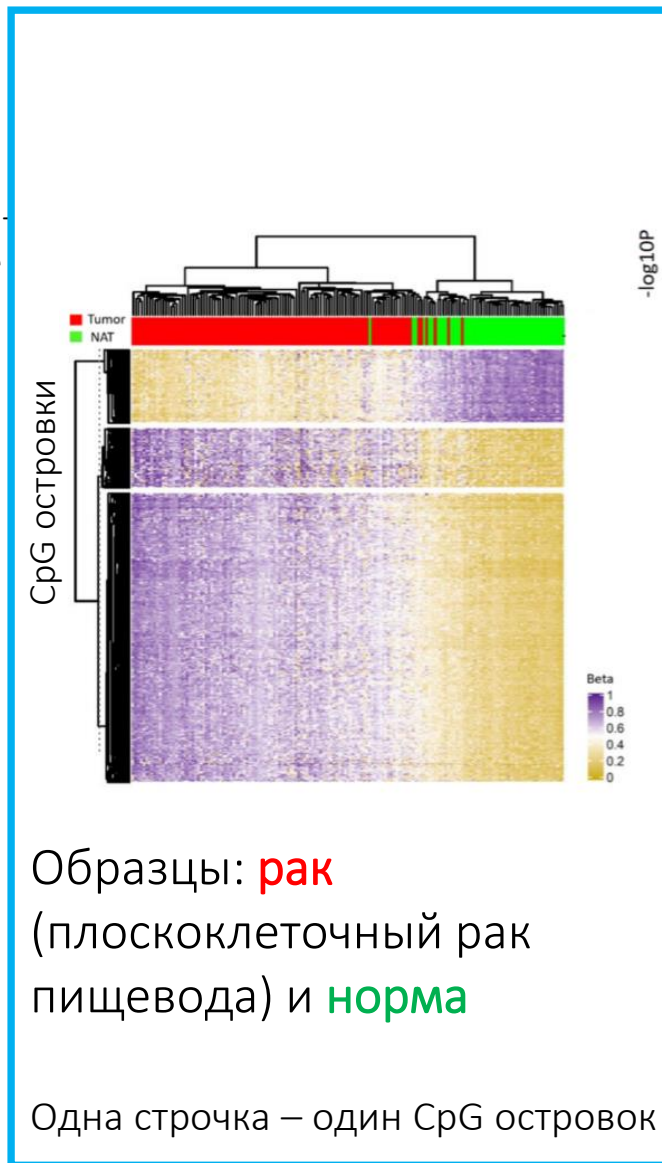 -log10P
Tumor
NAT
CpG островки
Beta
1
0.8
0.6
0.4
0.2
0
Образцы: рак
(плоскоклеточный рак
пищевода) и норма
Одна строчка – один CpG островок